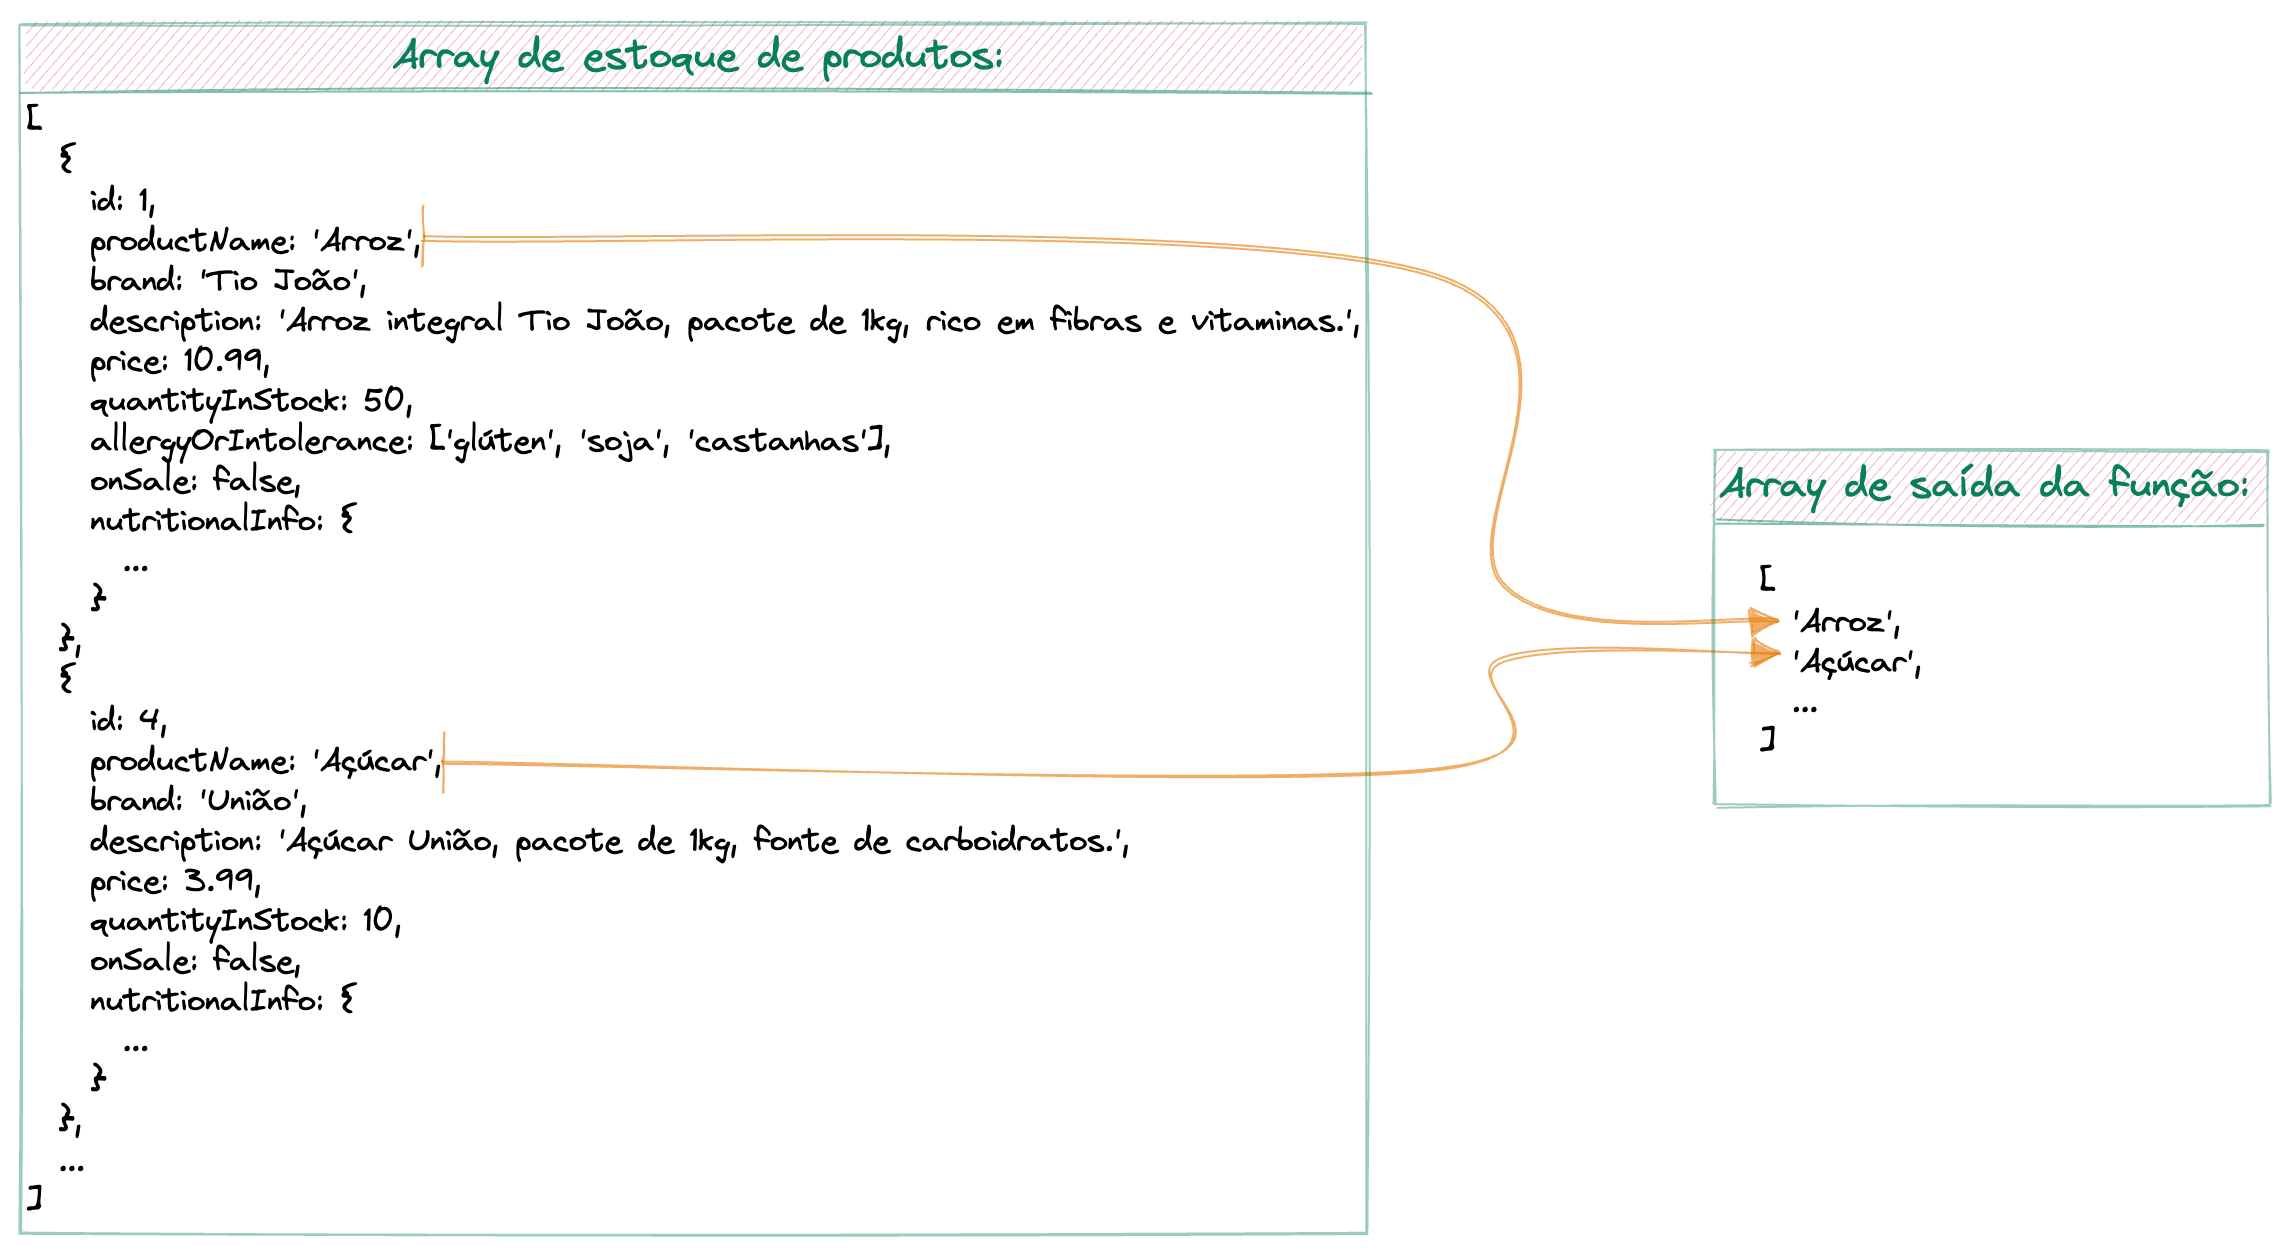 Array de estoque de produtos:
[
{
id: 1,
productName: 'Arroz',
brand: 'Tio João',
description: 'Arroz integral Tio João, pacote de 1kg, rico em fibras e vitaminas.',
price: 10.99,
quantityInStock: 50,
allergyOrIntolerance: ['glúten', 'soja', 'castanhas'],
onSale: false,
nutritionalInfo: {
...
}
},
{
id: 4,
productName: 'Açúcar',
brand: 'União',
description: 'Açúcar União, pacote de 1kg, fonte de carboidratos.',
price: 3.99,
quantityInStock: 10,
onSale: false,
nutritionalInfo: {
...
}
},
...
]
Array de saída da função:
[
'Arroz',
'Açúcar',
...
]